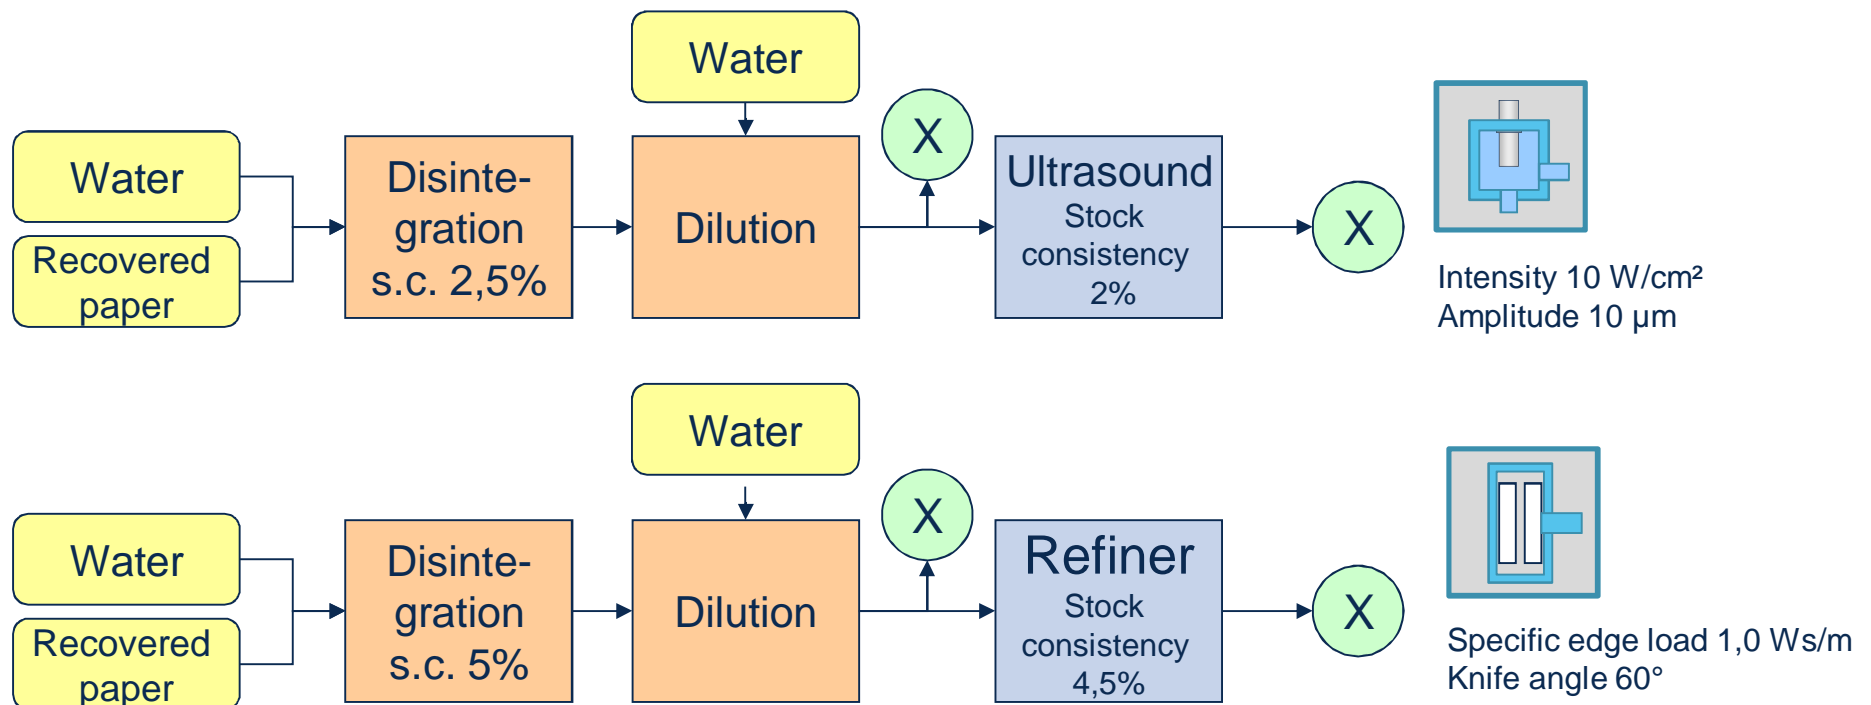 Water
Recovered
paper
Disinte-
gration
s.c. 2,5%
Water
Dilution
X
Ultrasound
Stock
consistency
2%
X
Intensity 10 W/cm²
Amplitude 10 µm
Water
Recovered
paper
Disinte-
gration
s.c. 5%
Water
Dilution
X
Refiner
Stock
consistency
4,5%
X
Specific edge load 1,0 Ws/m
Knife angle 60°